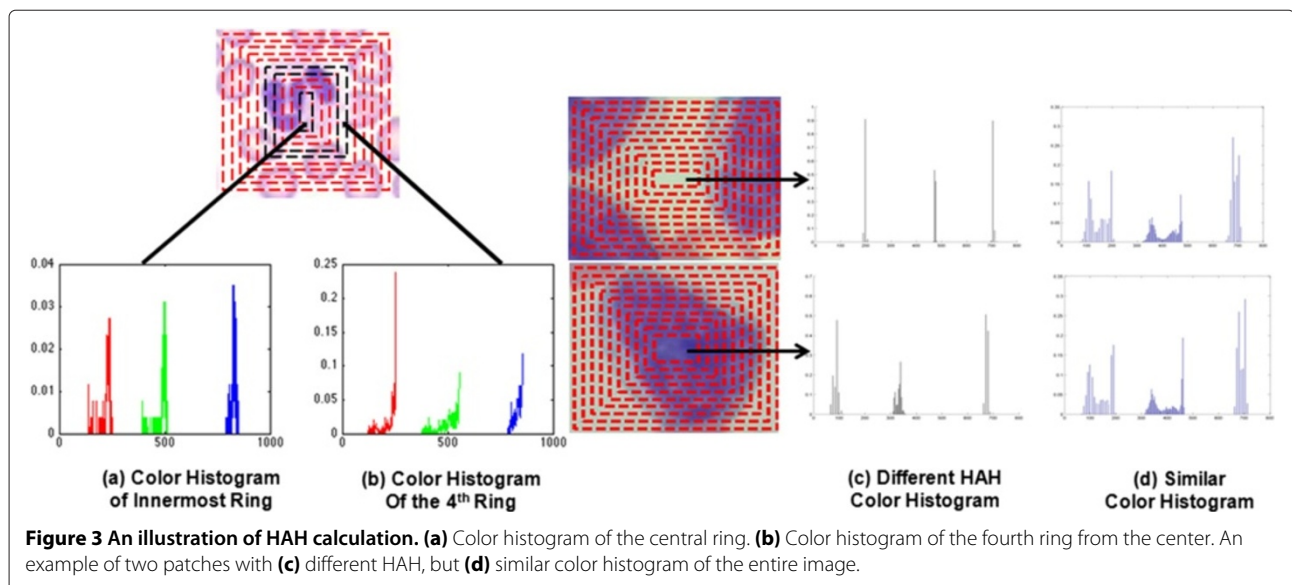 0.04
0.03
0.02
0.01
0
0
500
1000
(a) Color Histogram
of Innermost Ring
0.25
0.2
0.15
0.1
0.05
0
0
500
1000
(b) Color Histogram
Of the 4th Ring
(c) Different HAH
Color Histogram
(d) Similar
Color Histogram
Figure 3 An illustration of HAH calculation. (a) Color histogram of the central ring. (b) Color histogram of the fourth ring from the center. An
example of two patches with (c) different HAH, but (d) similar color histogram of the entire image.